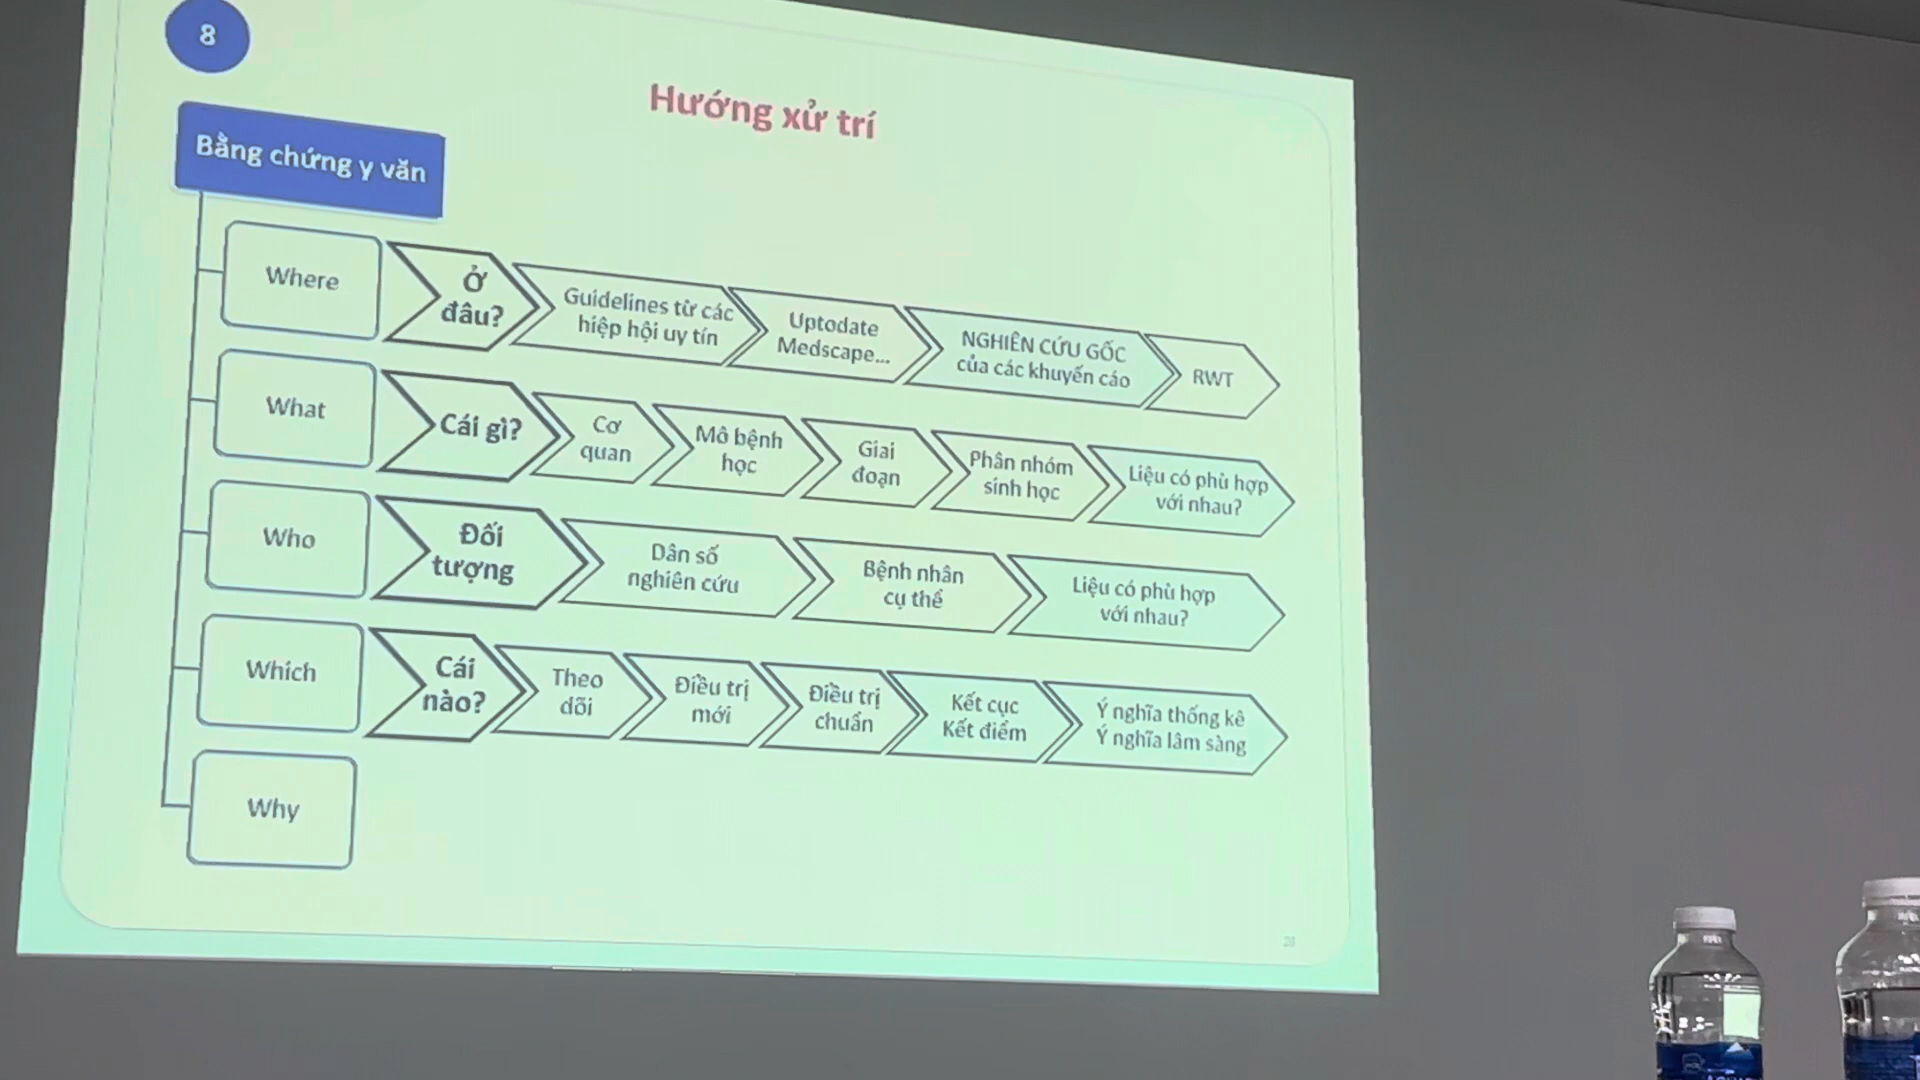 8
Hướng xử trí
Bằng chứng y văn
Where
Ở
đâu?
Guidelines từ các
hiệp hội uy tín
Uptodate
Medscape...
NGHIÊN CỨU GỐC
của các khuyến cáo
RWT
What
Cái gì?
Cơ
quan
Mô bệnh
học
Giai
đoạn
Phân nhóm
sinh học
Liệu có phù hợp
với nhau?
Who
Đối
tượng
Dân số
nghiên cứu
Bệnh nhân
cụ thể
Liệu có phù hợp
với nhau?
Which
Cái
nào?
Theo
dõi
Điều trị
mới
Điều trị
chuẩn
Kết cục
Kết điểm
Ý nghĩa thống kê
Ý nghĩa lâm sàng
Why